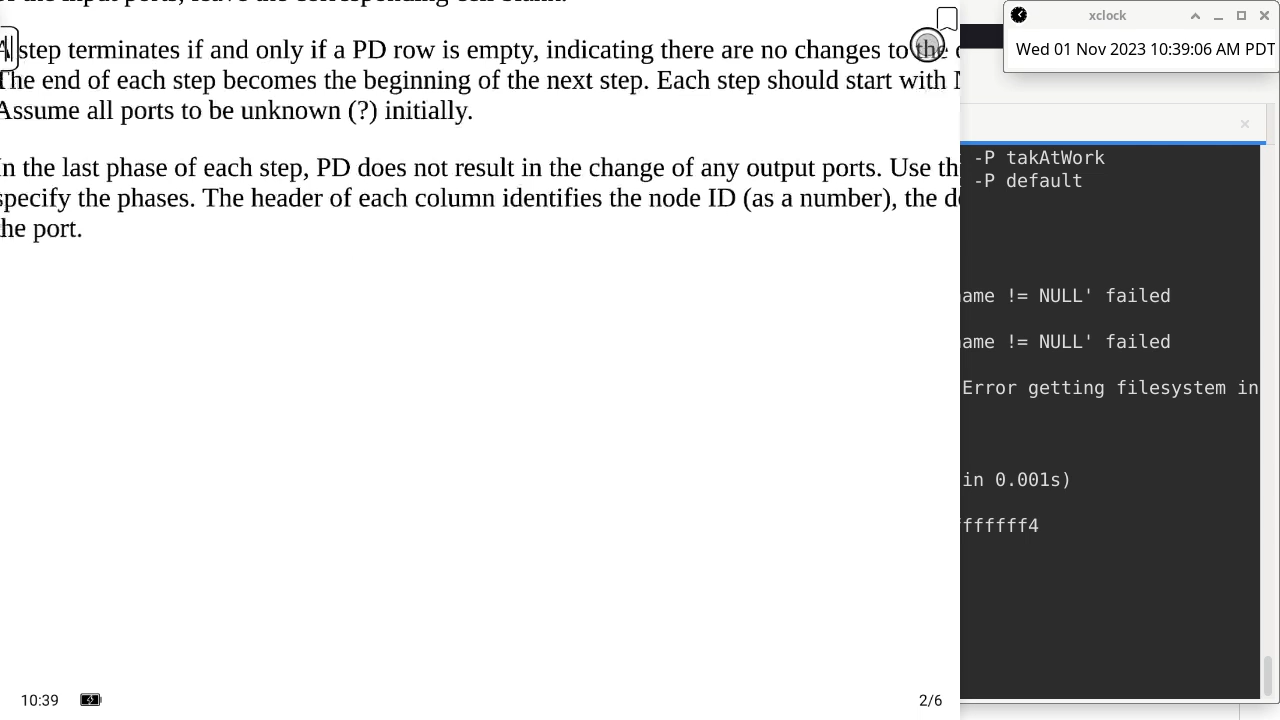 step terminates if and only if a PD row is empty, indicating there are no changes to the
The end of each step becomes the beginning of the next step. Each step should start with
Assume all ports to be unknown (?) initially.
In the last phase of each step, PD does not result in the change of any output ports. Use
specify the phases. The header of each column identifies the node ID (as a number), the
the port.
10:39
2/6
xclock
Wed 01 Nov 2023 10:39:06 AM PDT
-P takAtWork
-P default
ame != NULL' failed
ame != NULL' failed
Error getting filesystem in
in 0.001s)
ffffff4